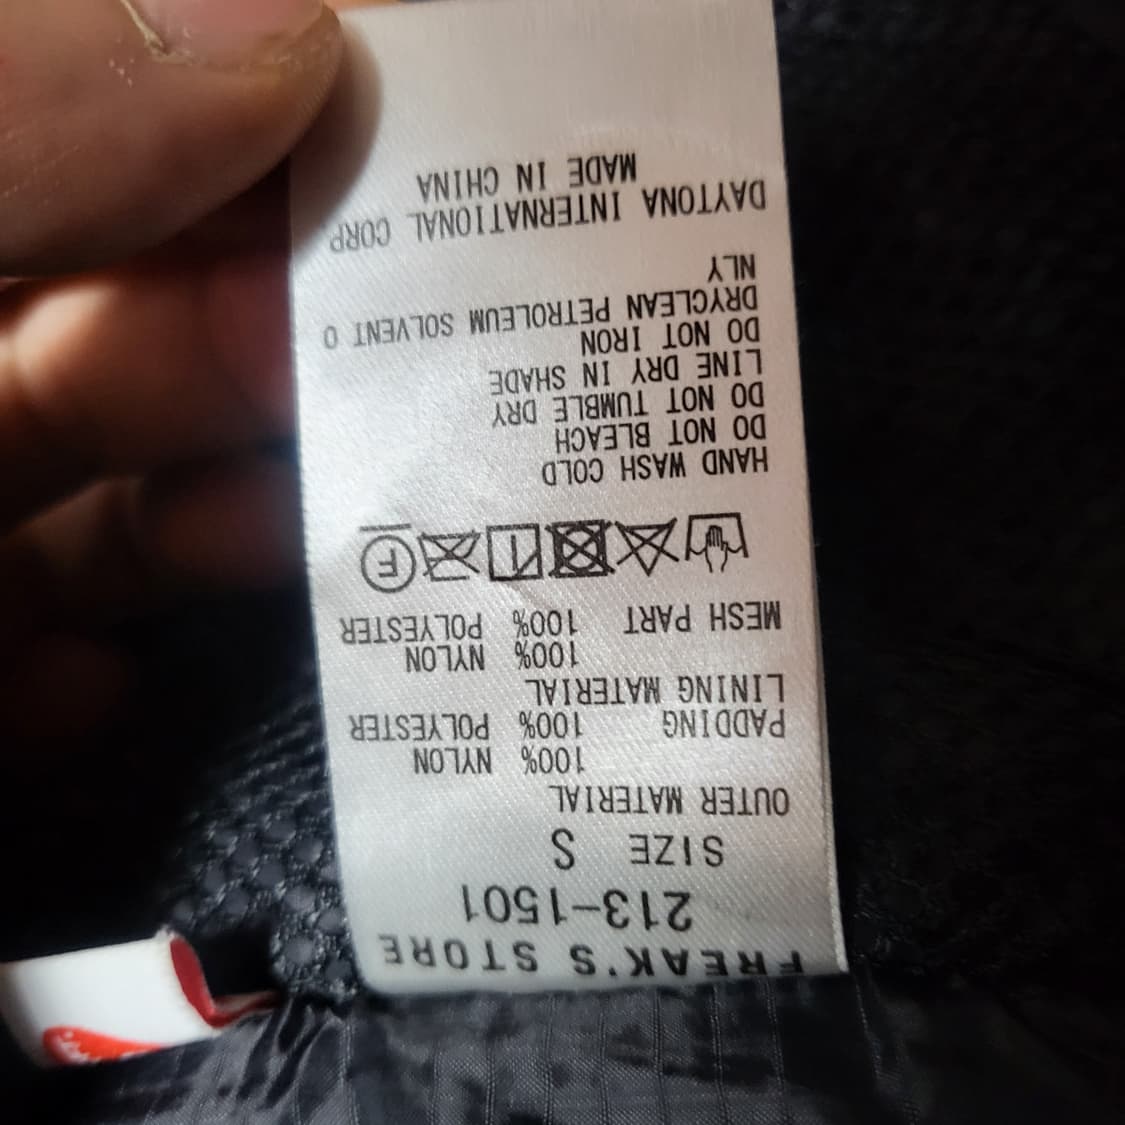 FREAK'S STORE
213-1501
SIZE S
OUTER MATERIAL
100% NYLON
PADDING 100% POLYESTER
LINING MATERIAL
100% NYLON
MESH PART 100% POLYESTER
F
HAND WASH COLD
DO NOT BLEACH
DO NOT TUMBLE DRY
LINE DRY IN SHADE
DO NOT IRON
DRYCLEAN PETROLEUM SOLVENT O
NLY
DAYTONA INTERNATIONAL CORP
MADE IN CHINA